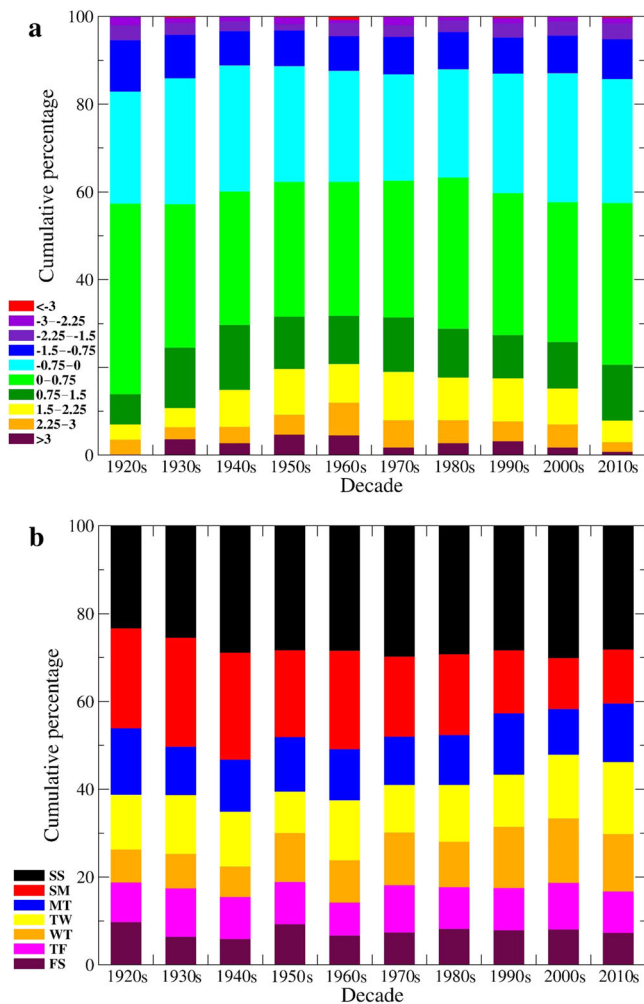 a
100
80
60
40
20
0
Cumulative percentage
<-3
-3–-2.25
-2.25–-1.5
-1.5–-0.75
-0.75–0
0–0.75
0.75–1.5
1.5–2.25
2.25–3
>3
1920s 1930s 1940s 1950s 1960s 1970s 1980s 1990s 2000s 2010s
Decade
b
100
80
60
40
20
0
Cumulative percentage
SS
SM
MT
TW
WT
TF
FS
1920s 1930s 1940s 1950s 1960s 1970s 1980s 1990s 2000s 2010s
Decade